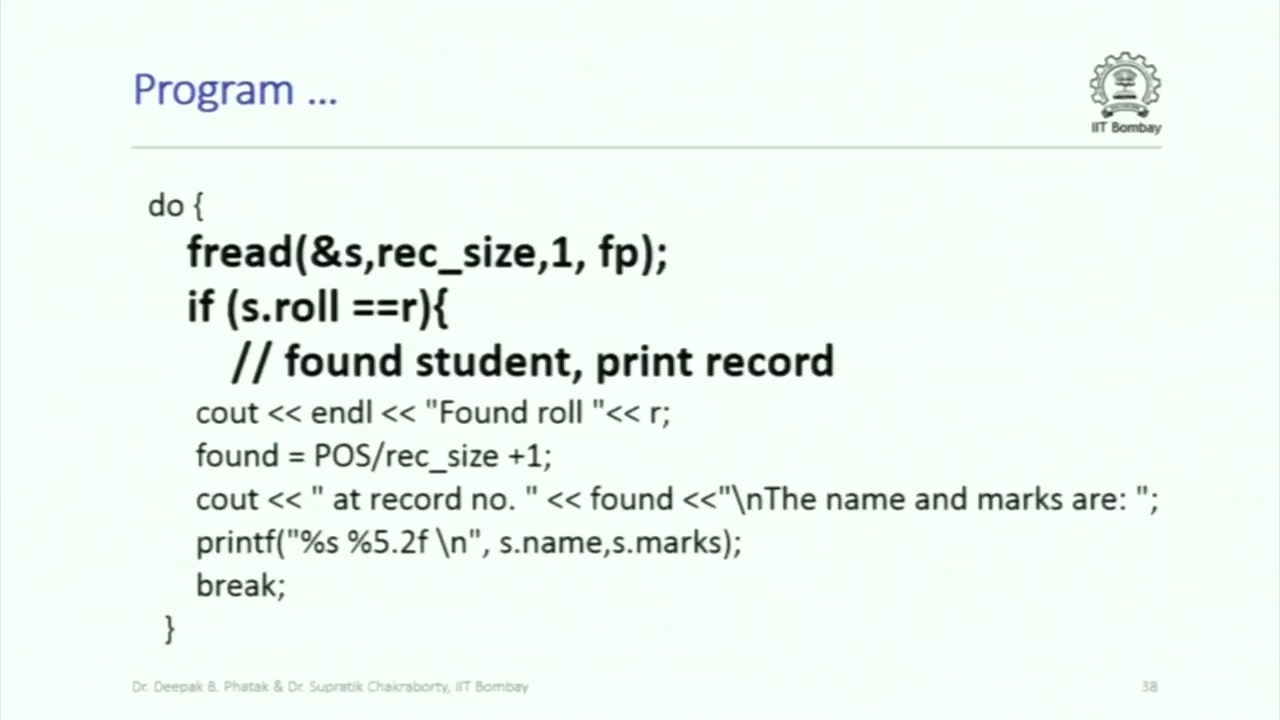 Program ...
IIT Bombay
do {
fread(&s,rec_size,1, fp);
if (s.roll ==r){
// found student, print record
cout << endl << "Found roll "<< r;
found = POS/rec_size +1;
cout << " at record no. " << found <<"\nThe name and marks are: ";
printf("%s %5.2f \n", s.name,s.marks);
break;
}
Dr. Deepak B. Phatak & Dr. Supratik Chakraborty, IIT Bombay
38